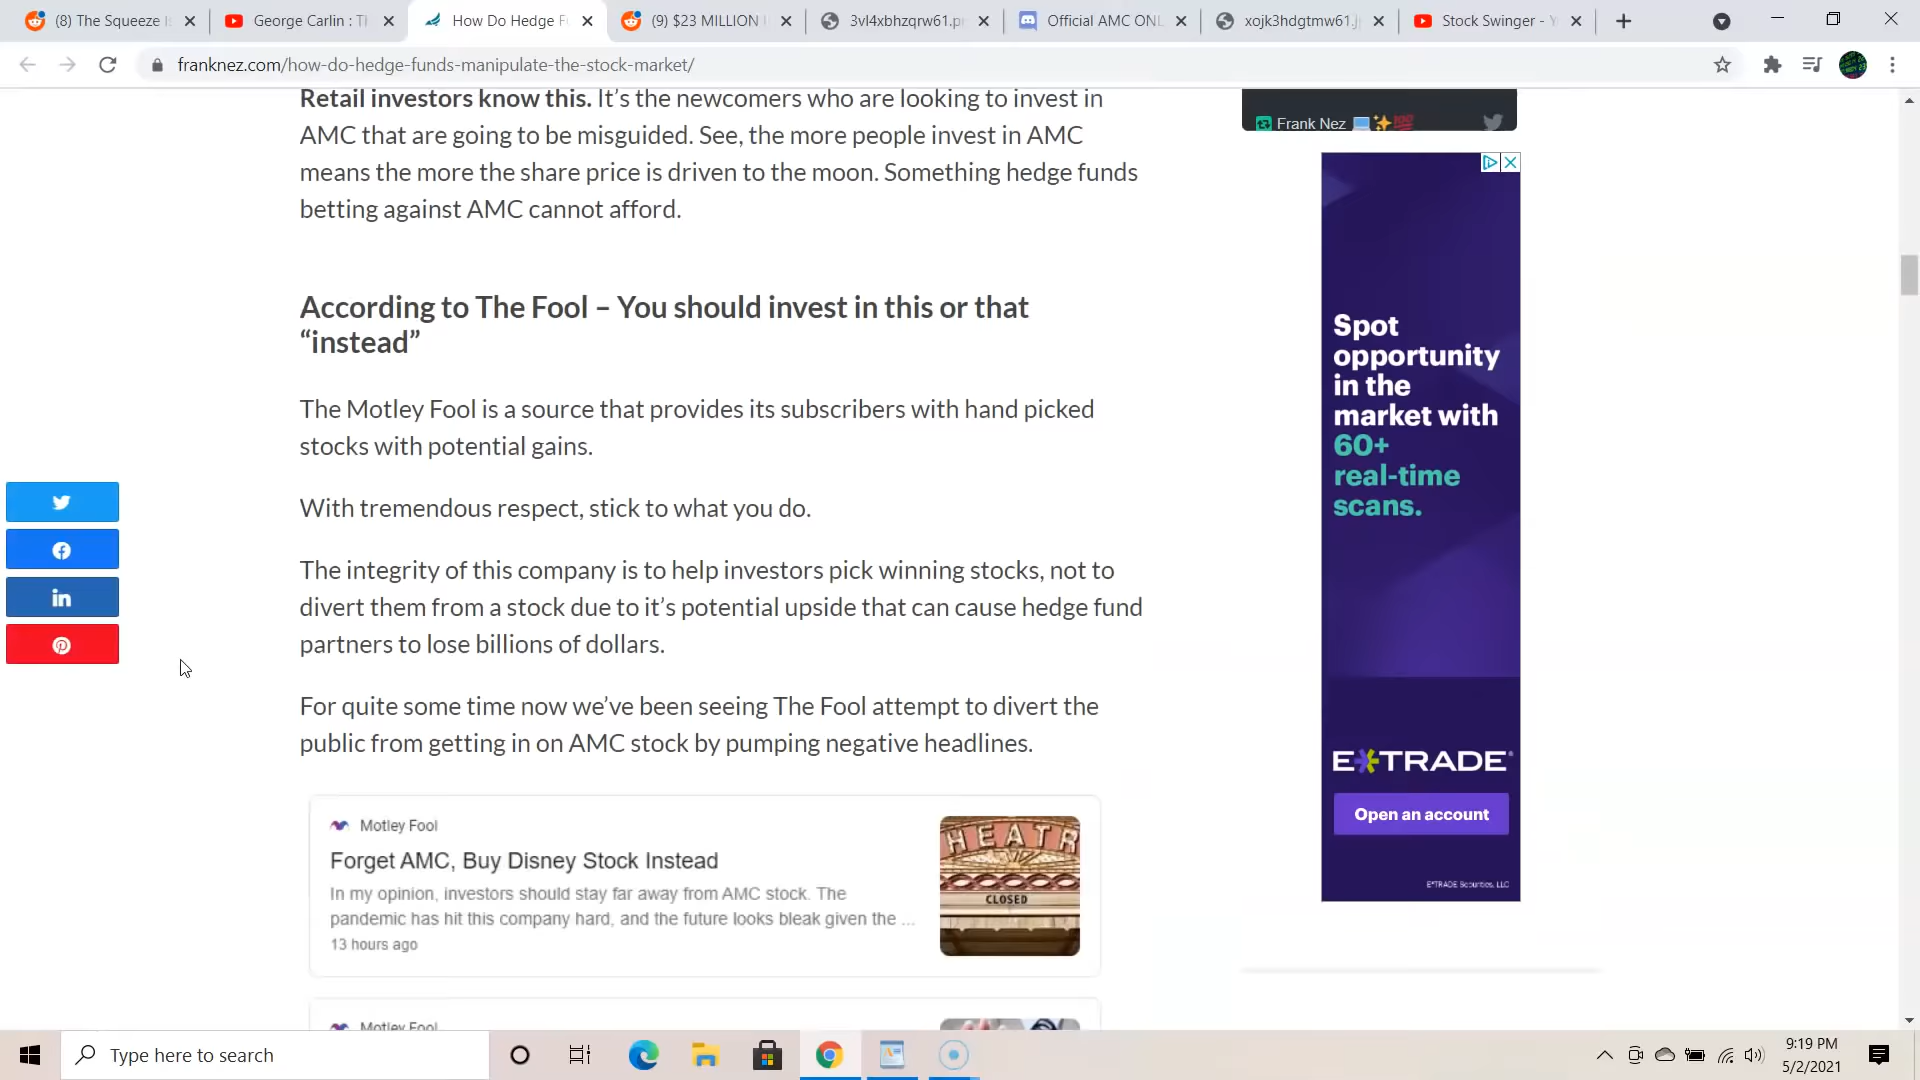 (8) The Squeeze Is
George Carlin : Th
How Do Hedge Fu
(9) $23 MILLION
3vl4xbhzqrw61.p
Official AMC ONL
xojk3hdgtmw61.j
Stock Swinger - Y
franknez.com/how-do-hedge-funds-manipulate-the-stock-market/
Retail investors know this. It’s the newcomers who are looking to invest in
AMC that are going to be misguided. See, the more people invest in AMC
means the more the share price is driven to the moon. Something hedge funds
betting against AMC cannot afford.
According to The Fool – You should invest in this or that
“instead”
The Motley Fool is a source that provides its subscribers with hand picked
stocks with potential gains.
With tremendous respect, stick to what you do.
The integrity of this company is to help investors pick winning stocks, not to
divert them from a stock due to it’s potential upside that can cause hedge fund
partners to lose billions of dollars.
For quite some time now we’ve been seeing The Fool attempt to divert the
public from getting in on AMC stock by pumping negative headlines.
Motley Fool
Forget AMC, Buy Disney Stock Instead
In my opinion, investors should stay far away from AMC stock. The
pandemic has hit this company hard, and the future looks bleak given the ...
13 hours ago
HEATR
CLOSED
Motley Fool
Frank Nez
Spot
opportunity
in the
market with
60+
real-time
scans.
E*TRADE
Open an account
E*TRADE Securities, LLC
Type here to search
9:19 PM
5/2/2021